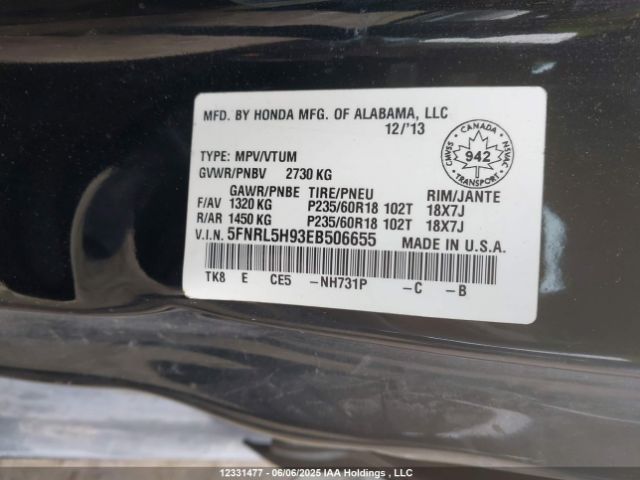 MFD. BY HONDA MFG. OF ALABAMA, LLC
12/'13
CANADA
CMVSS 942 NSVAC
TRANSPORT
TYPE: MPV/VTUM
GVWR/PNBV 2730 KG
GAWR/PNBE TIRE/PNEU RIM/JANTE
F/AV 1320 KG P235/60R18 102T 18X7J
R/AR 1450 KG P235/60R18 102T 18X7J
V.I.N. 5FNRL5H93EB506655 MADE IN U.S.A.
TK8 E CE5 –NH731P –C –B
12331477 - 06/06/2025 IAA Holdings , LLC